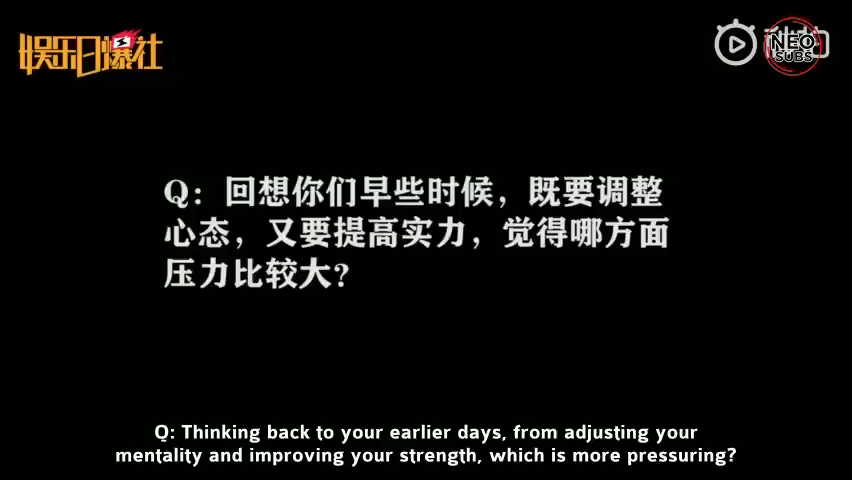 娱乐日爆社
NEO
SUBS
Q：回想你们早些时候，既要调整
心态，又要提高实力，觉得哪方面
压力比较大？
Q: Thinking back to your earlier days, from adjusting your
mentality and improving your strength, which is more pressuring?